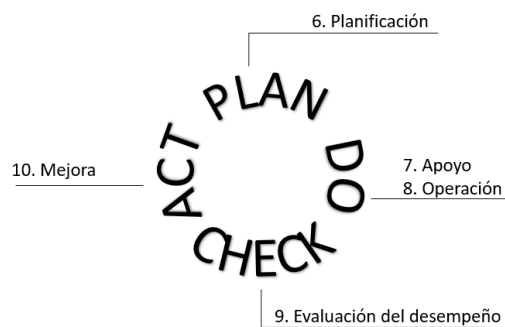 6. Planificación
PLAN
DO
7. Apoyo
8. Operación
CHECK
9. Evaluación del desempeño
ACT
10. Mejora